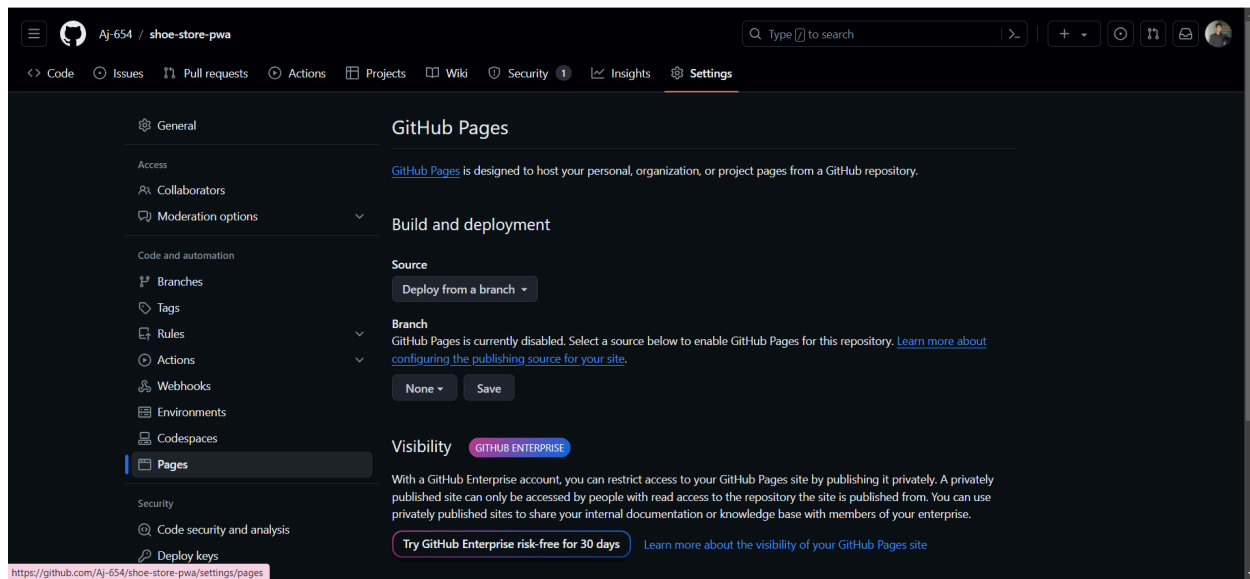 Aj-654 / shoe-store-pwa
Type / to search
Code
Issues
Pull requests
Actions
Projects
Wiki
Security 1
Insights
Settings
General
Access
Collaborators
Moderation options
Code and automation
Branches
Tags
Rules
Actions
Webhooks
Environments
Codespaces
Pages
Security
Code security and analysis
Deploy keys
GitHub Pages
GitHub Pages is designed to host your personal, organization, or project pages from a GitHub repository.
Build and deployment
Source
Deploy from a branch
Branch
GitHub Pages is currently disabled. Select a source below to enable GitHub Pages for this repository. Learn more about
configuring the publishing source for your site.
None
Save
Visibility GITHUB ENTERPRISE
With a GitHub Enterprise account, you can restrict access to your GitHub Pages site by publishing it privately. A privately
published site can only be accessed by people with read access to the repository the site is published from. You can use
privately published sites to share your internal documentation or knowledge base with members of your enterprise.
Try GitHub Enterprise risk-free for 30 days
Learn more about the visibility of your GitHub Pages site
https://github.com/Aj-654/shoe-store-pwa/settings/pages